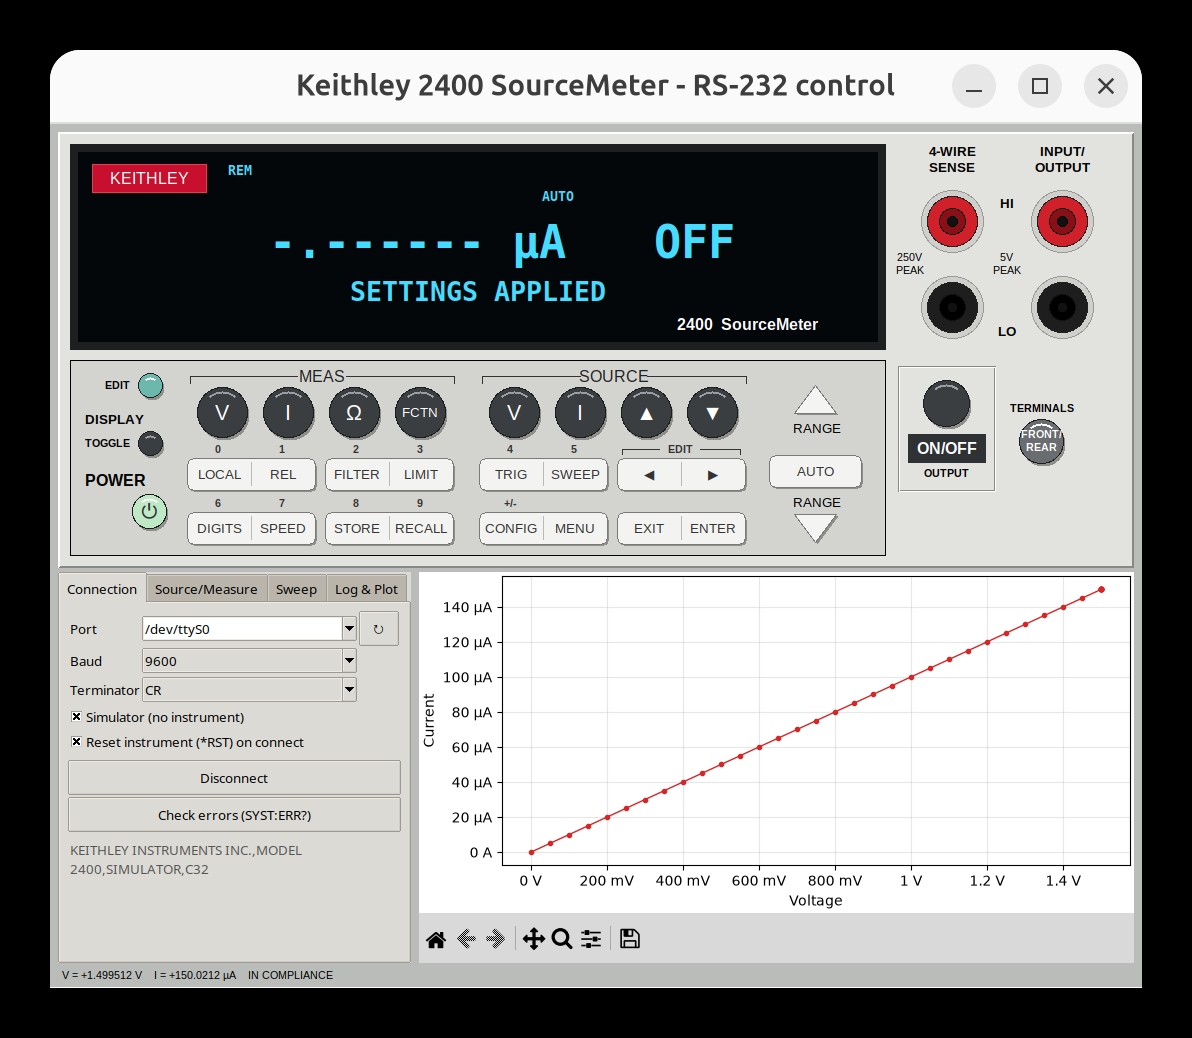 Keithley 2400 SourceMeter - RS-232 control
KEITHLEY
REM
AUTO
-.------ µA OFF
SETTINGS APPLIED
2400 SourceMeter
4-WIRE SENSE
INPUT/ OUTPUT
HI
250V PEAK
5V PEAK
LO
EDIT
DISPLAY
TOGGLE
POWER
MEAS
V I Ω FCTN
0 1 2 3
LOCAL REL FILTER LIMIT
6 7 8 9
DIGITS SPEED STORE RECALL
SOURCE
V I ▲ ▼
4 5 EDIT
TRIG SWEEP ◀ ▶
+/-
CONFIG MENU EXIT ENTER
RANGE
AUTO
RANGE
ON/OFF
OUTPUT
TERMINALS
FRONT/
REAR
Connection Source/Measure Sweep Log & Plot
Port /dev/ttyS0 ↻
Baud 9600
Terminator CR
Simulator (no instrument)
Reset instrument (*RST) on connect
Disconnect
Check errors (SYST:ERR?)
KEITHLEY INSTRUMENTS INC.,MODEL
2400,SIMULATOR,C32
140 µA
120 µA
100 µA
80 µA
60 µA
40 µA
20 µA
0 A
Current
0 V 200 mV 400 mV 600 mV 800 mV 1 V 1.2 V 1.4 V
Voltage
V = +1.499512 V I = +150.0212 µA IN COMPLIANCE